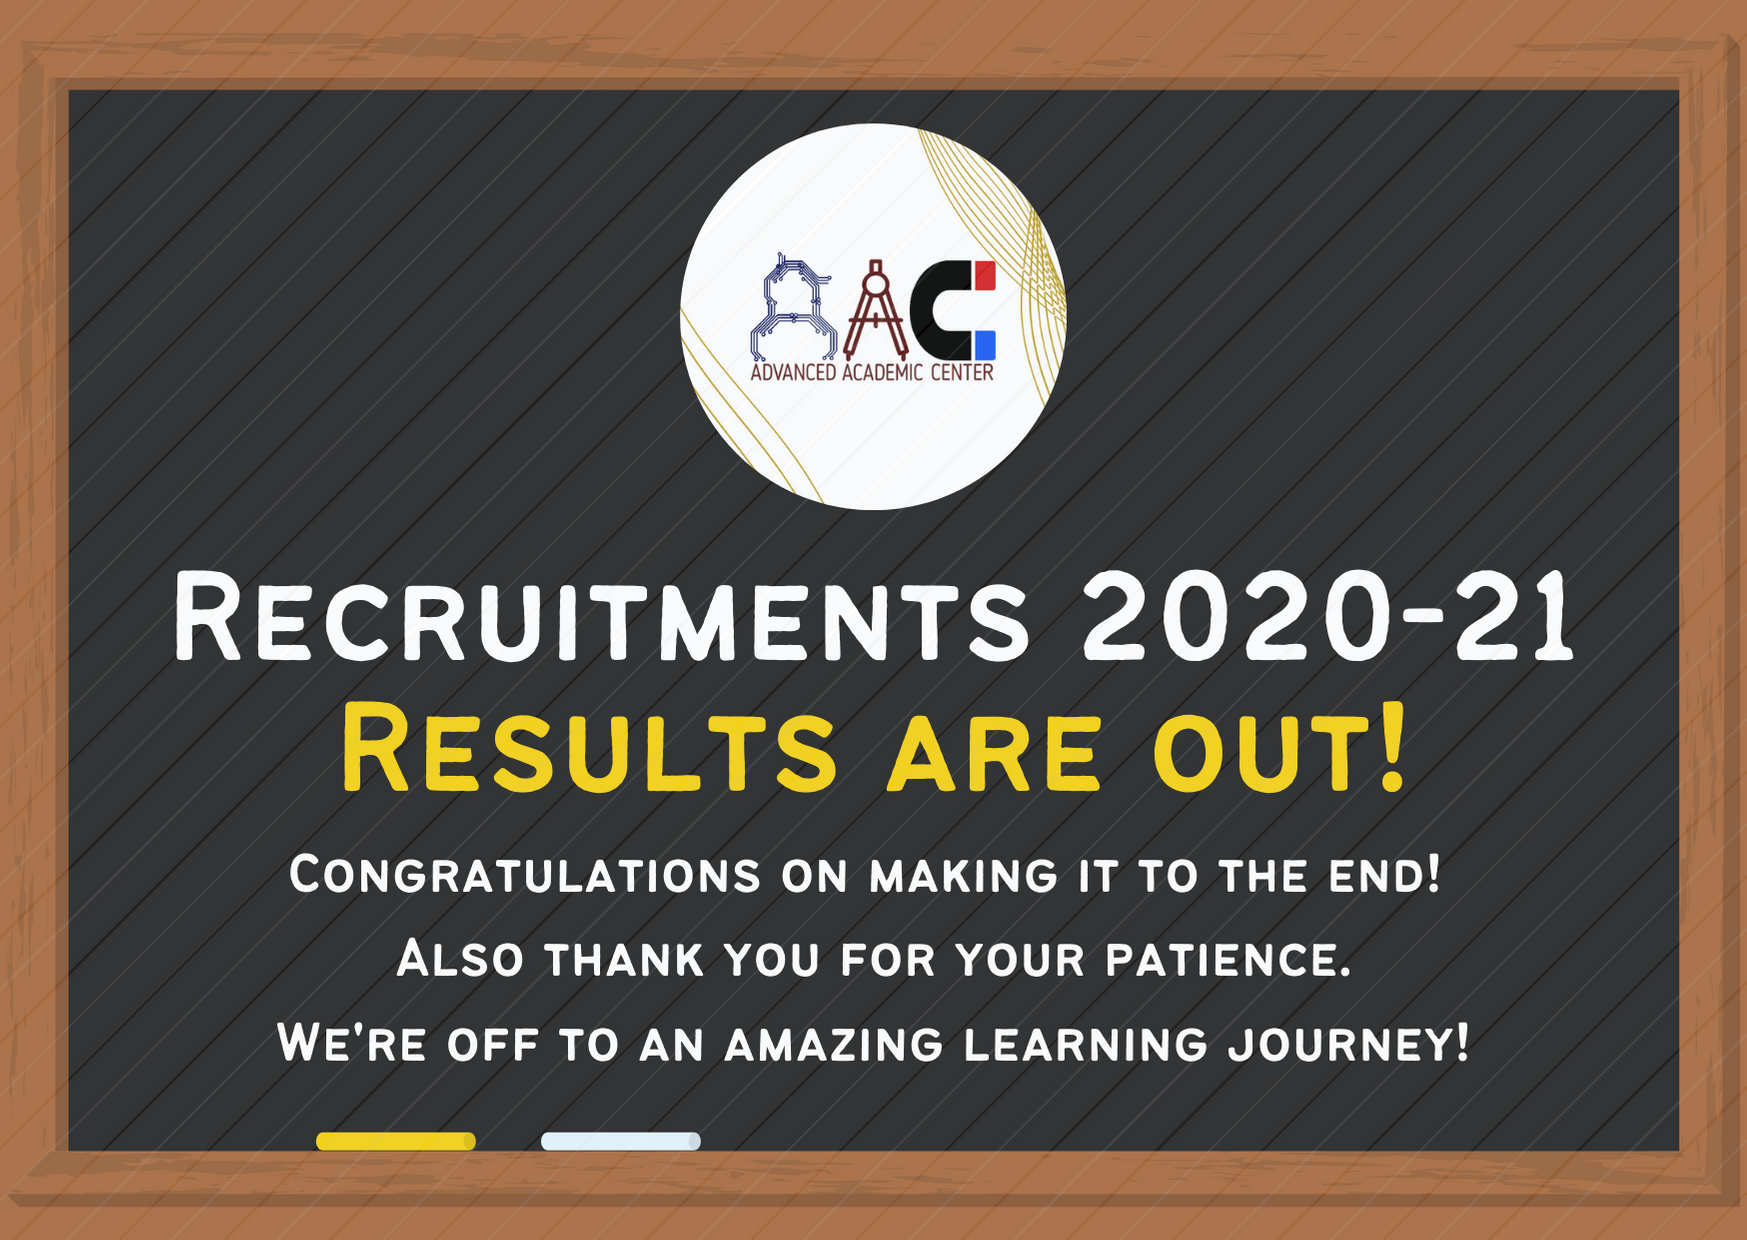 AAC
ADVANCED ACADEMIC CENTER
Recruitments 2020-21
Results are out!
Congratulations on making it to the end!
Also thank you for your patience.
We're off to an amazing learning journey!